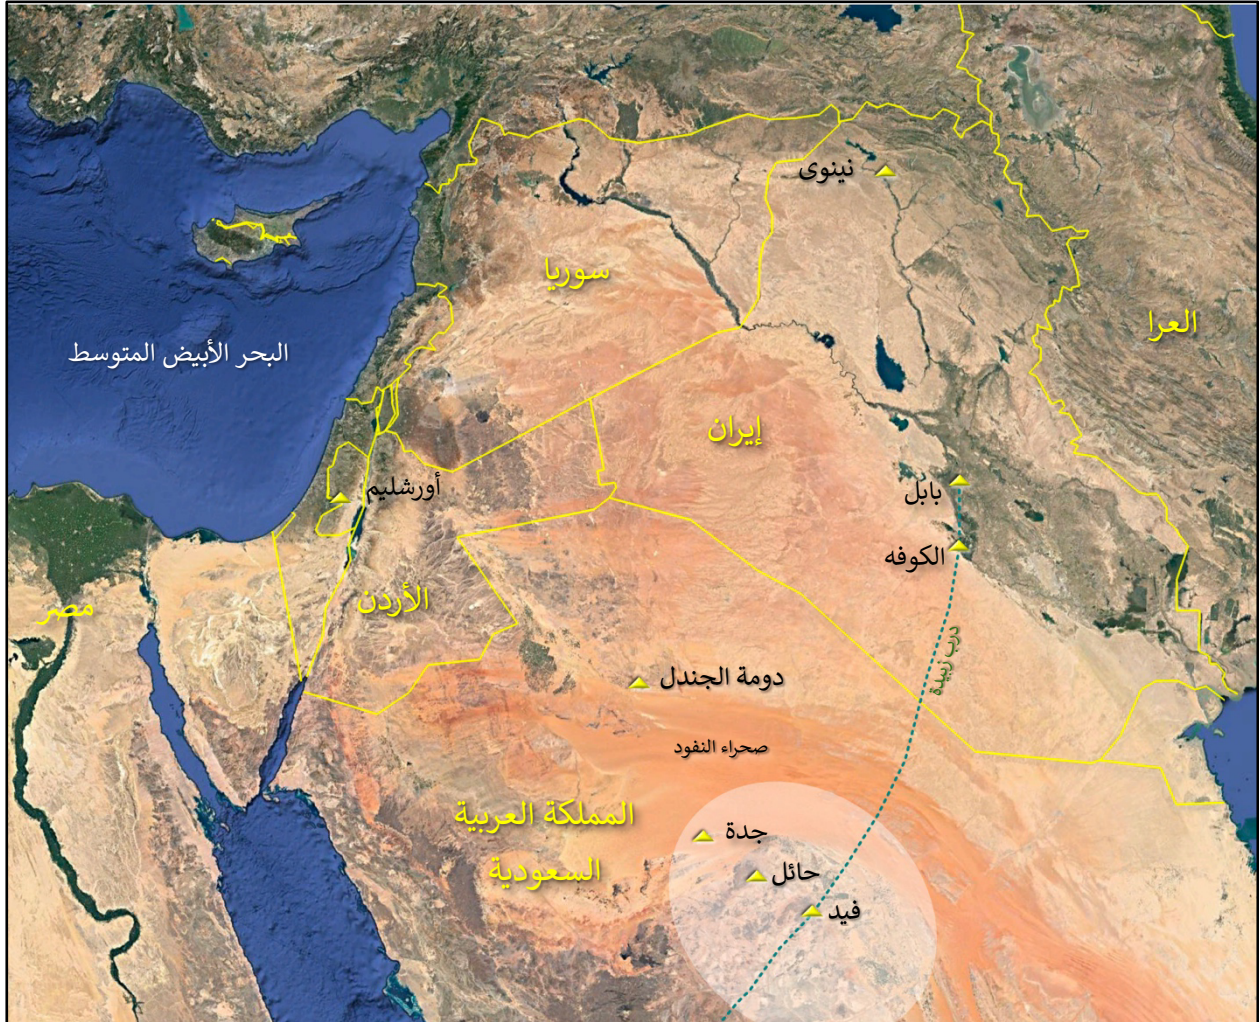 نينوى
سوريا
العرا
البحر الأبيض المتوسط
إيران
أورشليم
بابل
الكوفه
مصر
الأردن
درب زبيدة
دومة الجندل
صحراء النفود
المملكة العربية
السعودية
جدة
حائل
فيد